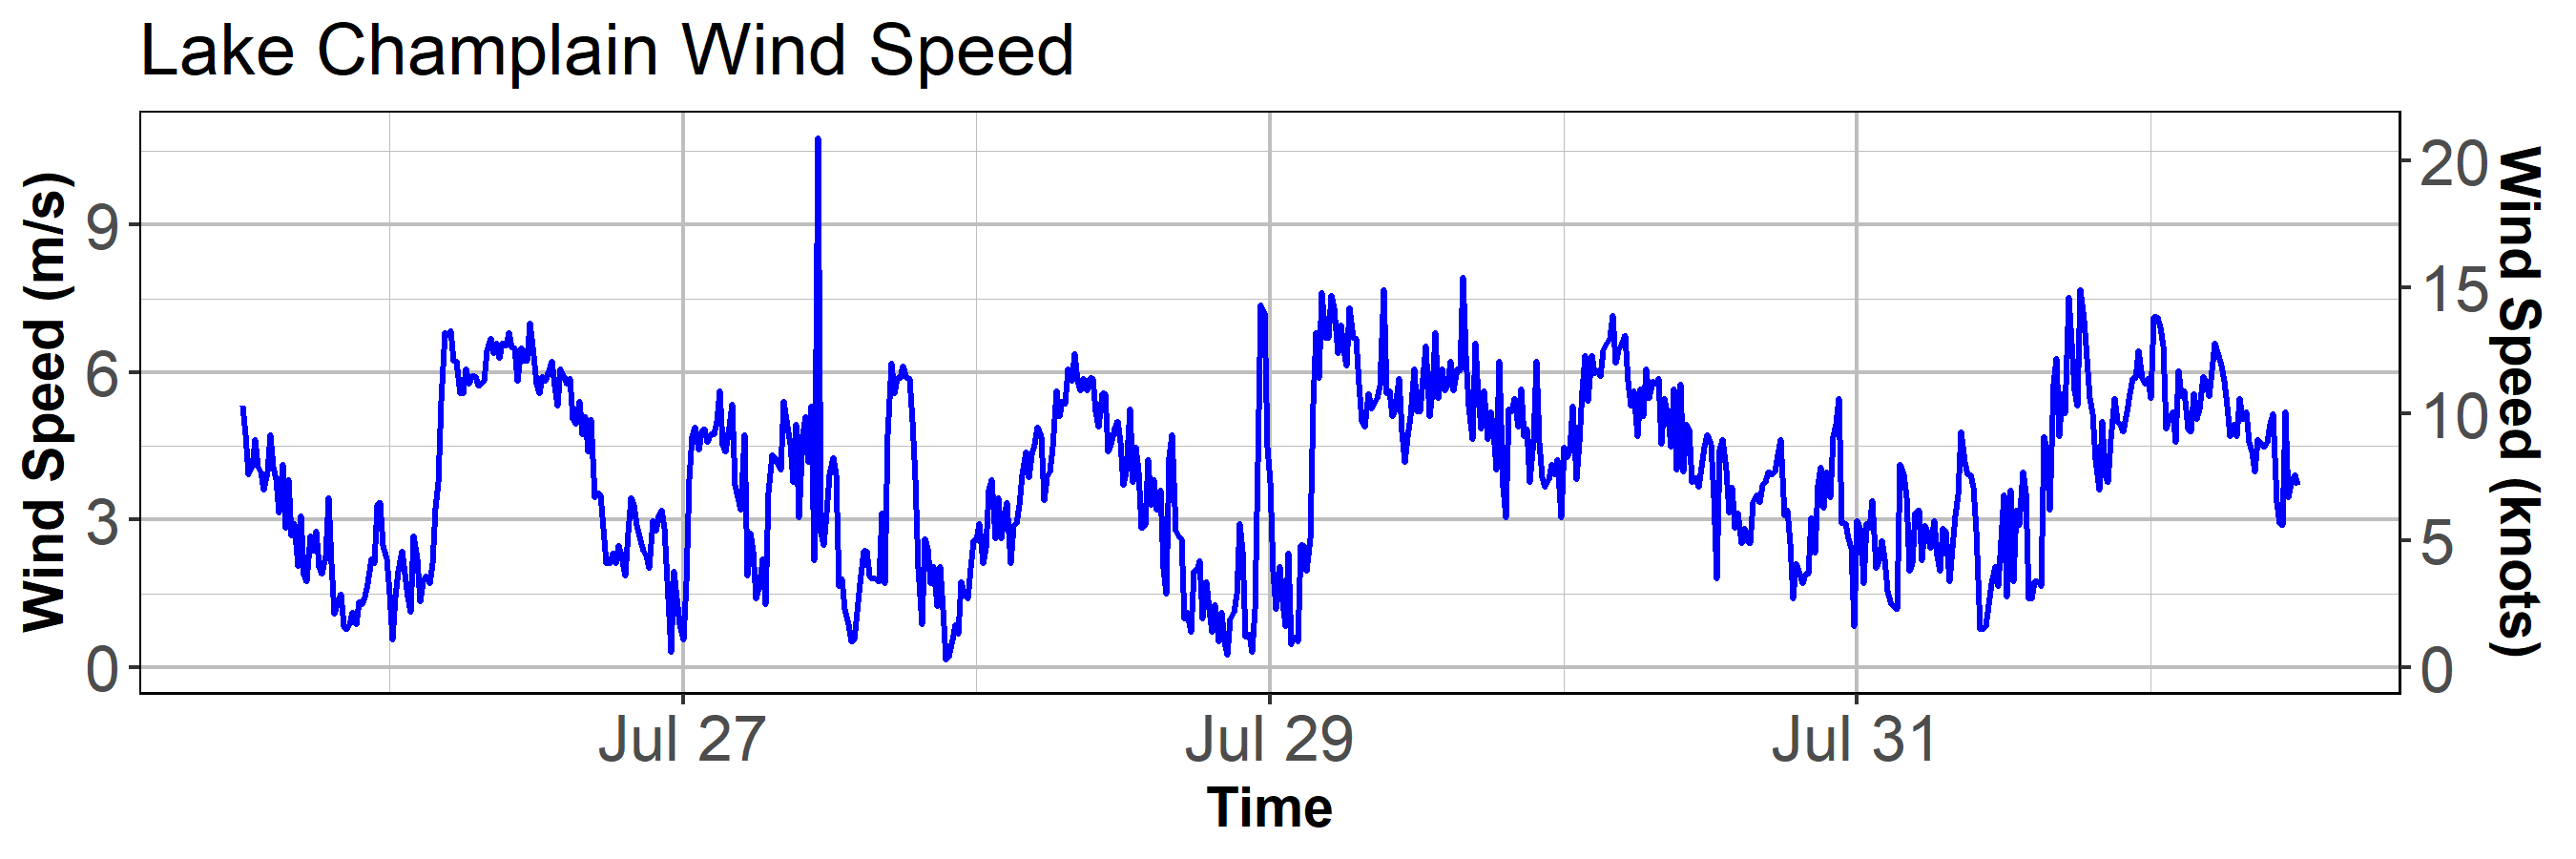 Lake Champlain Wind Speed
Wind Speed (m/s)
9
6
3
0
20
15
10
5
0
Wind Speed (knots)
Jul 27
Jul 29
Jul 31
Time